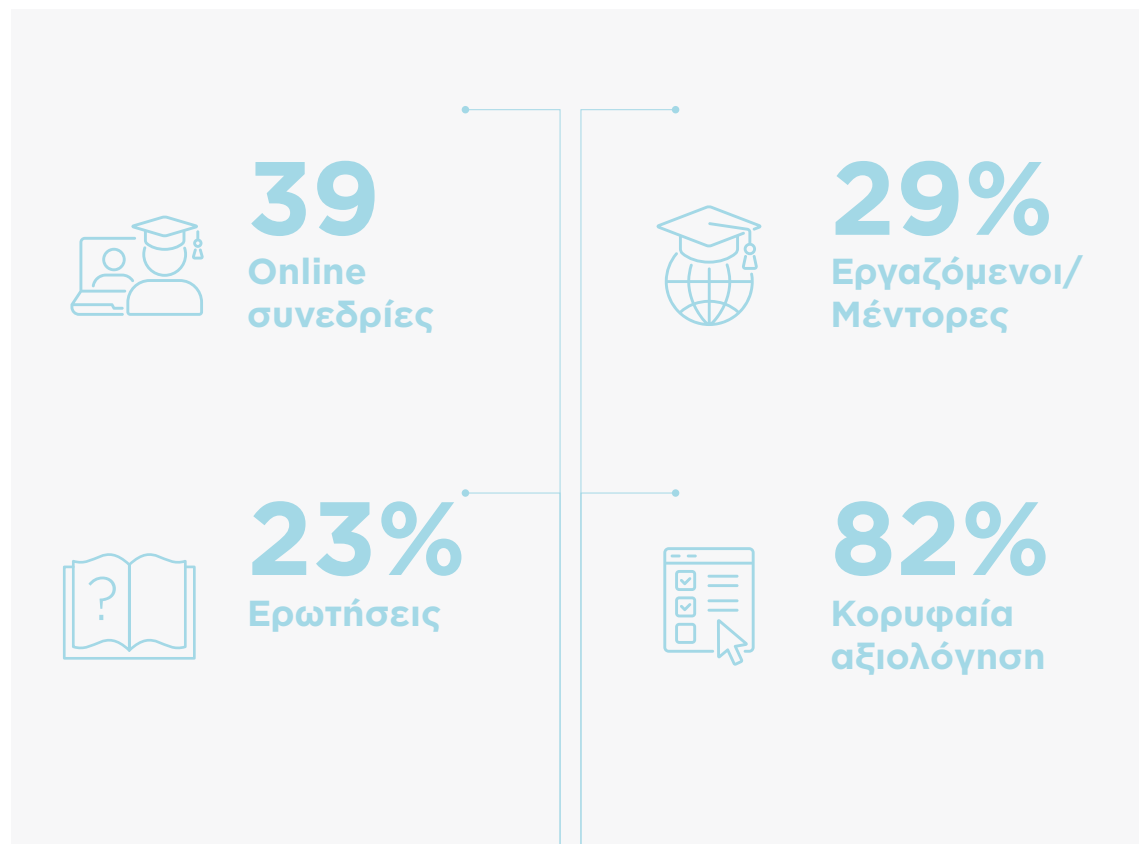 39
Online
συνεδρίες
29%
Εργαζόμενοι/
Μέντορες
23%
Ερωτήσεις
82%
Κορυφαία
αξιολόγηση
?